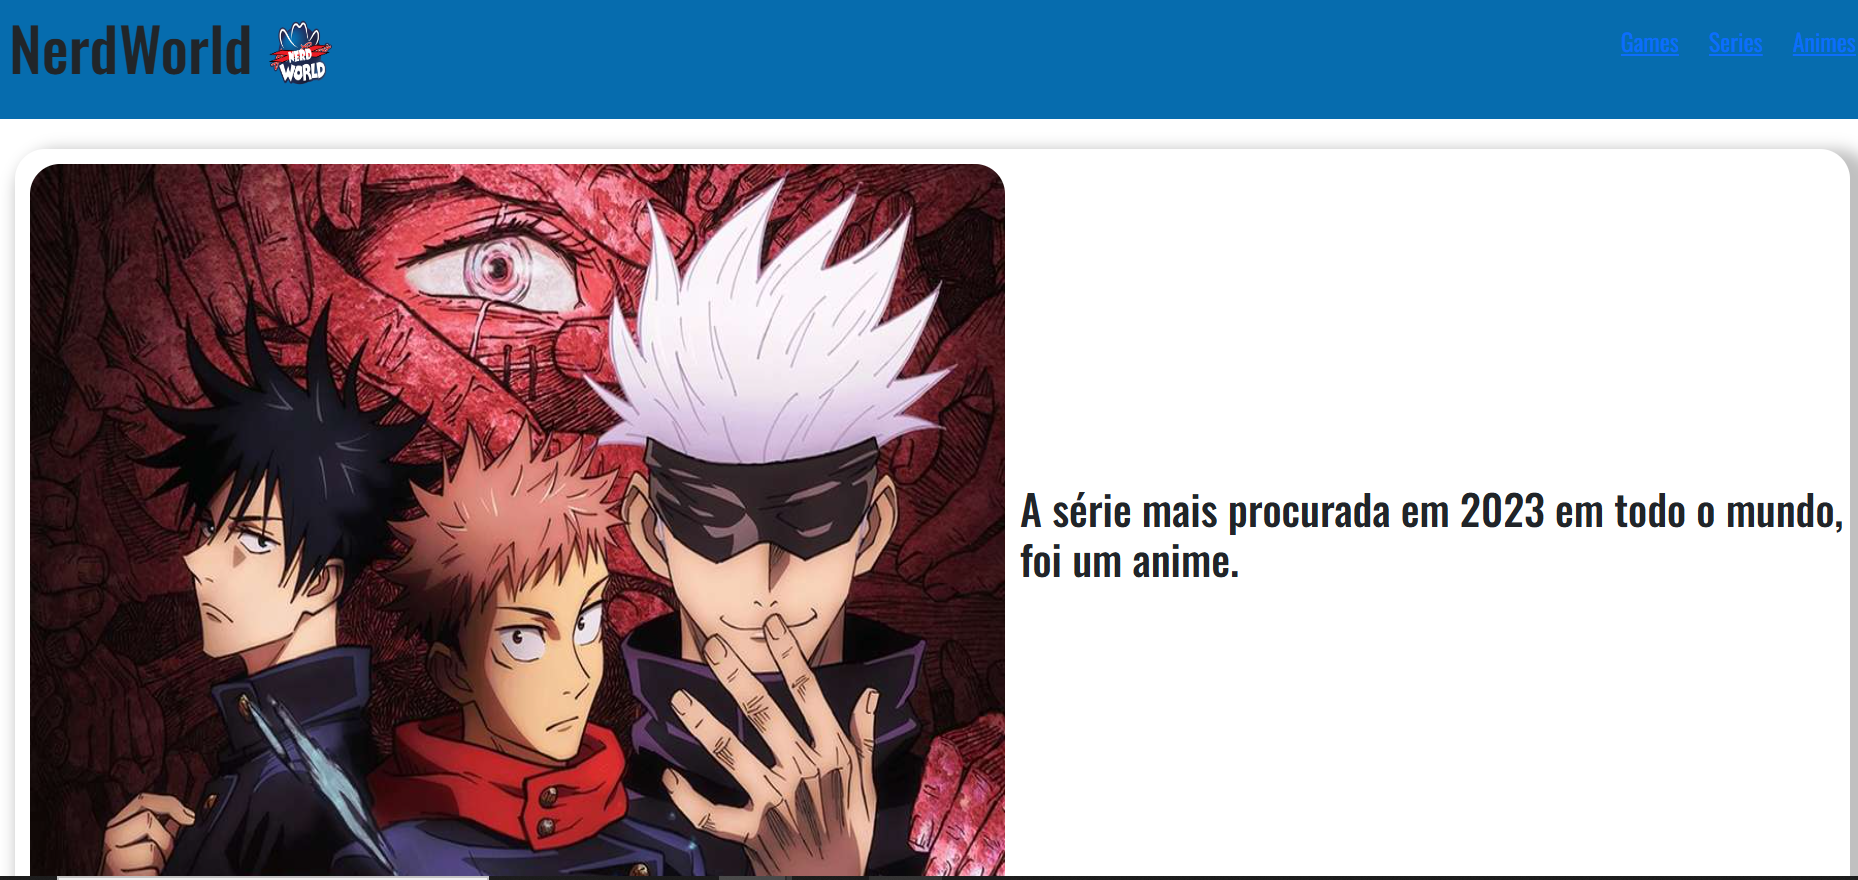 NerdWorld
NERD
WORLD
Games Series Animes
A série mais procurada em 2023 em todo o mundo,
foi um anime.